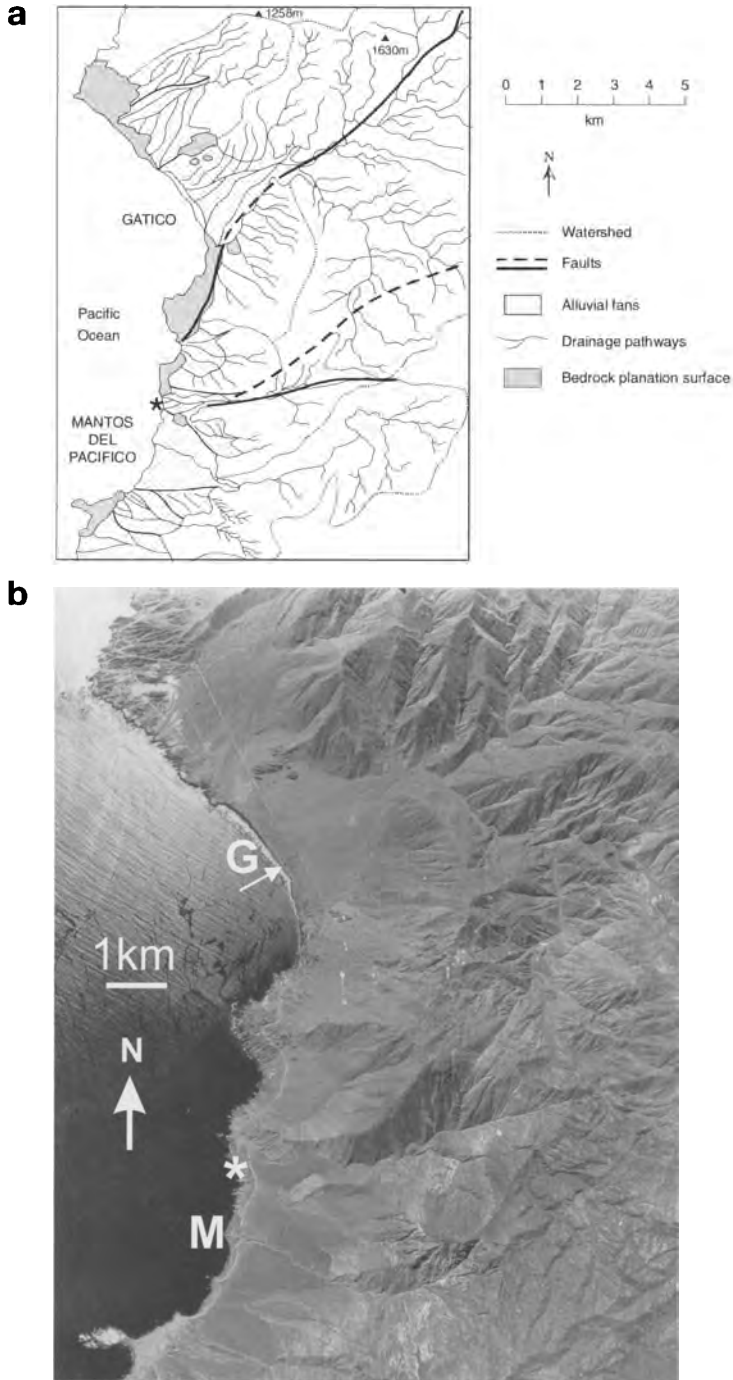 a
1258m
1630m
GATICO
Pacific
Ocean
MANTOS
DEL
PACIFICO
*
0 1 2 3 4 5
km
N
Watershed
Faults
Alluvial fans
Drainage pathways
Bedrock planation surface
b
G
1km
N
*
M